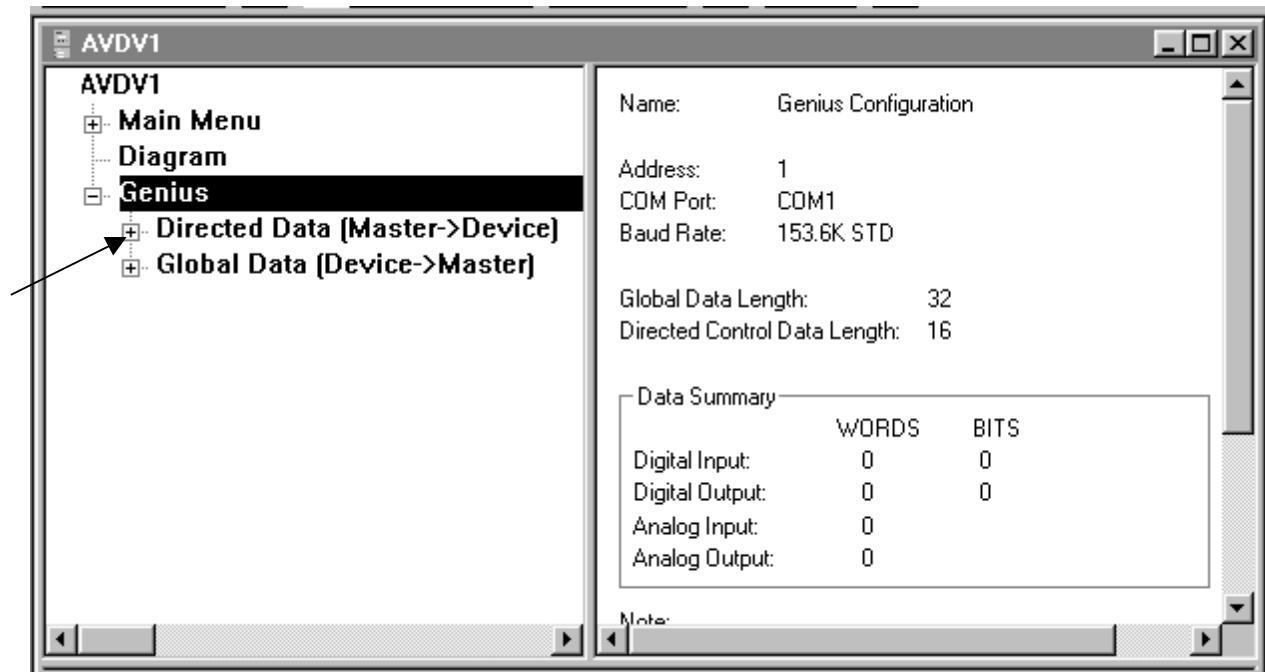 AVDV1
AVDV1
Main Menu
Diagram
Genius
Directed Data (Master->Device)
Global Data (Device->Master)
Name: Genius Configuration
Address: 1
COM Port: COM1
Baud Rate: 153.6K STD
Global Data Length: 32
Directed Control Data Length: 16
Data Summary
WORDS BITS
Digital Input: 0 0
Digital Output: 0 0
Analog Input: 0
Analog Output: 0
Note: